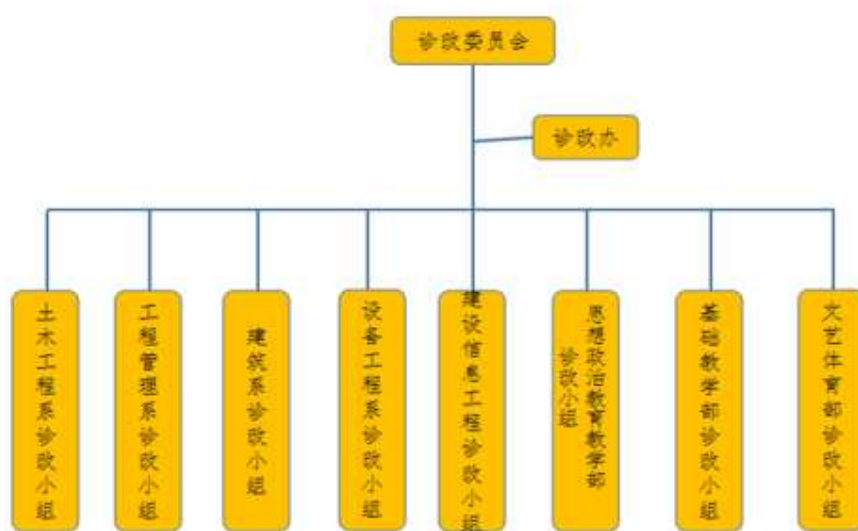 诊改委员会
诊改办
土木工程系诊改小组
工程管理系诊改小组
建筑系诊改小组
设备工程系诊改小组
建设信息工程诊改小组
思想政治教育教学部
诊改小组
基础教学部诊改小组
文艺体育部诊改小组